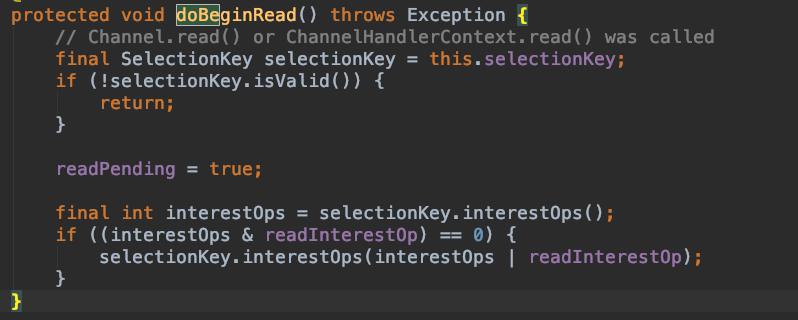 protected void doBeginRead() throws Exception {
// Channel.read() or ChannelHandlerContext.read() was called
final SelectionKey selectionKey = this.selectionKey;
if (!selectionKey.isValid()) {
return;
}
readPending = true;
final int interestOps = selectionKey.interestOps();
if ((interestOps & readInterestOp) == 0) {
selectionKey.interestOps(interestOps | readInterestOp);
}
}